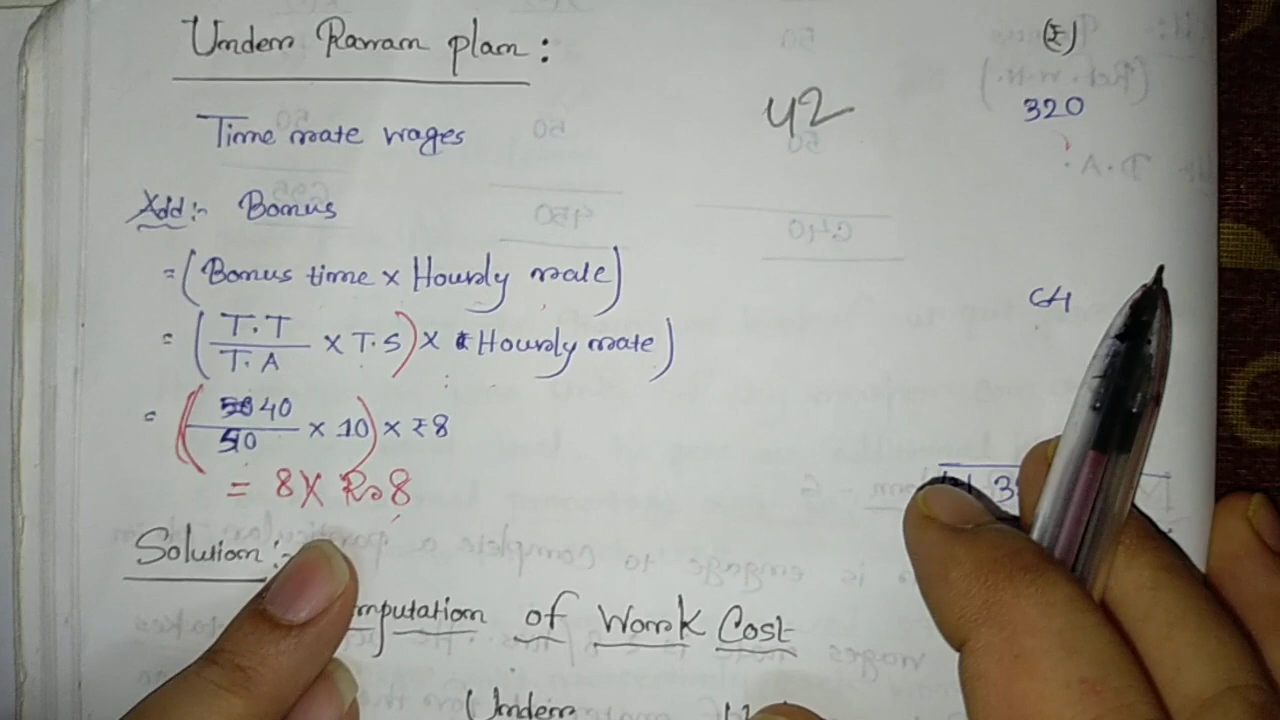 Under Rowan plan:
(₹)
Time rate wages
42
320
Add:- Bonus
= (Bonus time × Hourly rate)
64
= (T.T/T.A × T.S) × Hourly rate)
= (40/50 × 10) × ₹8
= 8 X Rs 8
Solution:-
mputation of Work Cost
(Under